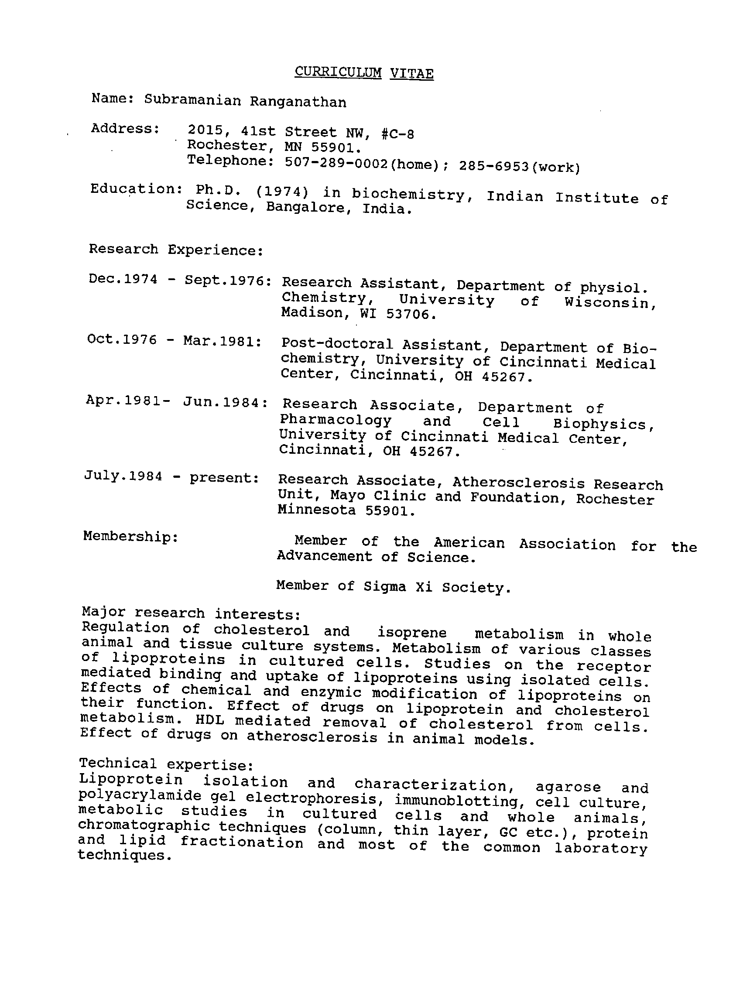 CURRICULUM VITAE
Name: Subramanian Ranganathan
Address: 2015, 41st Street NW, #C-8
Rochester, MN 55901.
Telephone: 507-289-0002(home); 285-6953(work)
Education: Ph.D. (1974) in biochemistry, Indian Institute of
Science, Bangalore, India.
Research Experience:
Dec.1974 - Sept.1976: Research Assistant, Department of physiol.
Chemistry, University of Wisconsin,
Madison, WI 53706.
Oct.1976 - Mar.1981: Post-doctoral Assistant, Department of Bio-
chemistry, University of Cincinnati Medical
Center, Cincinnati, OH 45267.
Apr.1981- Jun.1984: Research Associate, Department of
Pharmacology and Cell Biophysics,
University of Cincinnati Medical Center,
Cincinnati, OH 45267.
July.1984 - present: Research Associate, Atherosclerosis Research
Unit, Mayo Clinic and Foundation, Rochester
Minnesota 55901.
Membership: Member of the American Association for the
Advancement of Science.
Member of Sigma Xi Society.
Major research interests:
Regulation of cholesterol and isoprene metabolism in whole
animal and tissue culture systems. Metabolism of various classes
of lipoproteins in cultured cells. Studies on the receptor
mediated binding and uptake of lipoproteins using isolated cells.
Effects of chemical and enzymic modification of lipoproteins on
their function. Effect of drugs on lipoprotein and cholesterol
metabolism. HDL mediated removal of cholesterol from cells.
Effect of drugs on atherosclerosis in animal models.
Technical expertise:
Lipoprotein isolation and characterization, agarose and
polyacrylamide gel electrophoresis, immunoblotting, cell culture,
metabolic studies in cultured cells and whole animals,
chromatographic techniques (column, thin layer, GC etc.), protein
and lipid fractionation and most of the common laboratory
techniques.